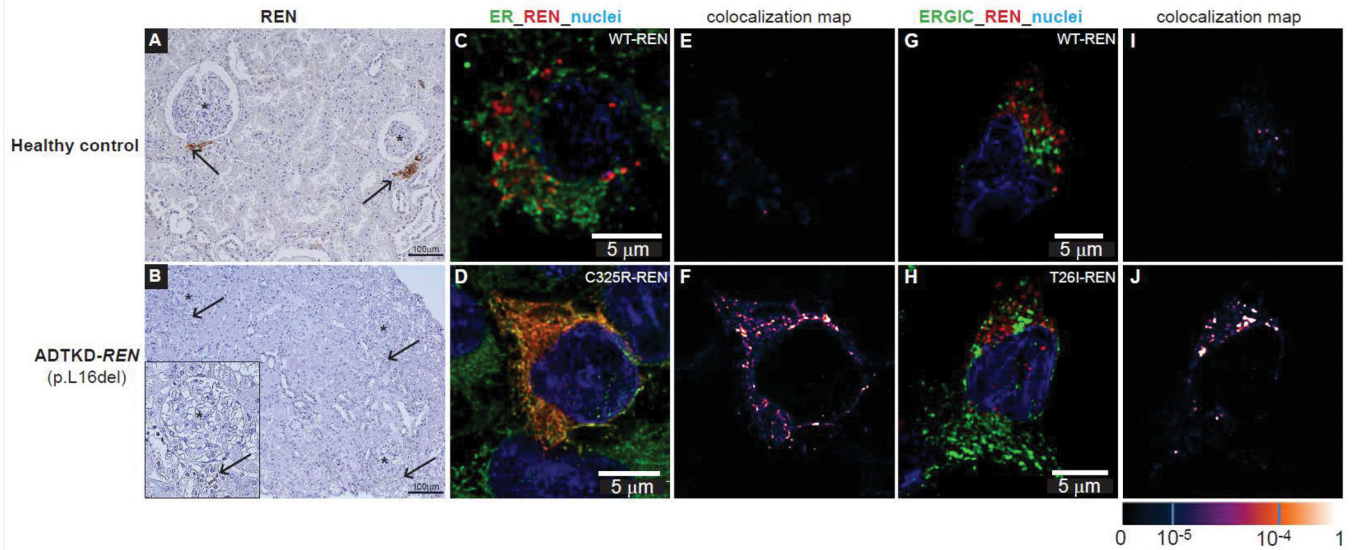 REN
ER_REN_nuclei
colocalization map
ERGIC_REN_nuclei
colocalization map
Healthy control
A
*
*
100µm
C
WT-REN
5 µm
E
G
WT-REN
5 µm
I
ADTKD-REN
(p.L16del)
B
*
*
*
*
100µm
D
C325R-REN
5 µm
F
H
T26I-REN
5 µm
J
0 10-5 10-4 1